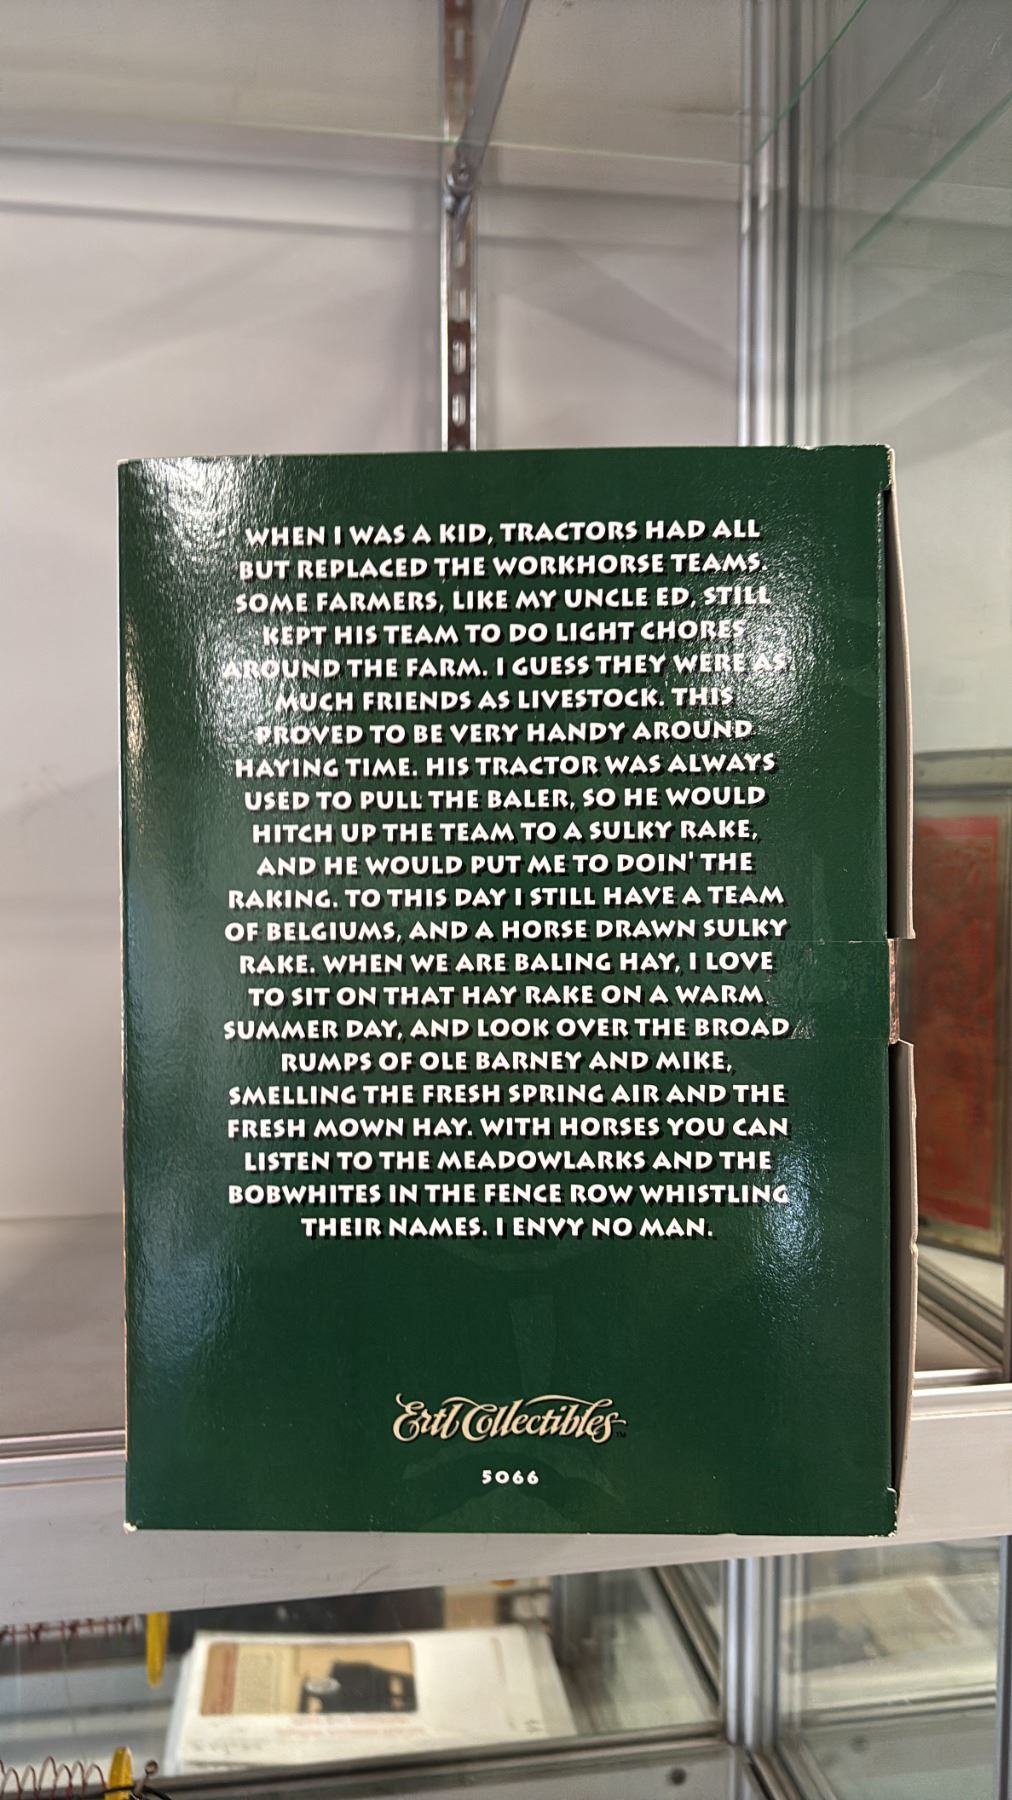 WHEN I WAS A KID, TRACTORS HAD ALL
BUT REPLACED THE WORKHORSE TEAMS.
SOME FARMERS, LIKE MY UNCLE ED, STILL
KEPT HIS TEAM TO DO LIGHT CHORES
AROUND THE FARM. I GUESS THEY WERE AS
MUCH FRIENDS AS LIVESTOCK. THIS
PROVED TO BE VERY HANDY AROUND
HAYING TIME. HIS TRACTOR WAS ALWAYS
USED TO PULL THE BALER, SO HE WOULD
HITCH UP THE TEAM TO A SULKY RAKE,
AND HE WOULD PUT ME TO DOIN' THE
RAKING. TO THIS DAY I STILL HAVE A TEAM
OF BELGIUMS, AND A HORSE DRAWN SULKY
RAKE. WHEN WE ARE BALING HAY, I LOVE
TO SIT ON THAT HAY RAKE ON A WARM
SUMMER DAY, AND LOOK OVER THE BROAD
RUMPS OF OLE BARNEY AND MIKE,
SMELLING THE FRESH SPRING AIR AND THE
FRESH MOWN HAY. WITH HORSES YOU CAN
LISTEN TO THE MEADOWLARKS AND THE
BOBWHITES IN THE FENCE ROW WHISTLING
THEIR NAMES. I ENVY NO MAN.
Ertl Collectibles™
5066